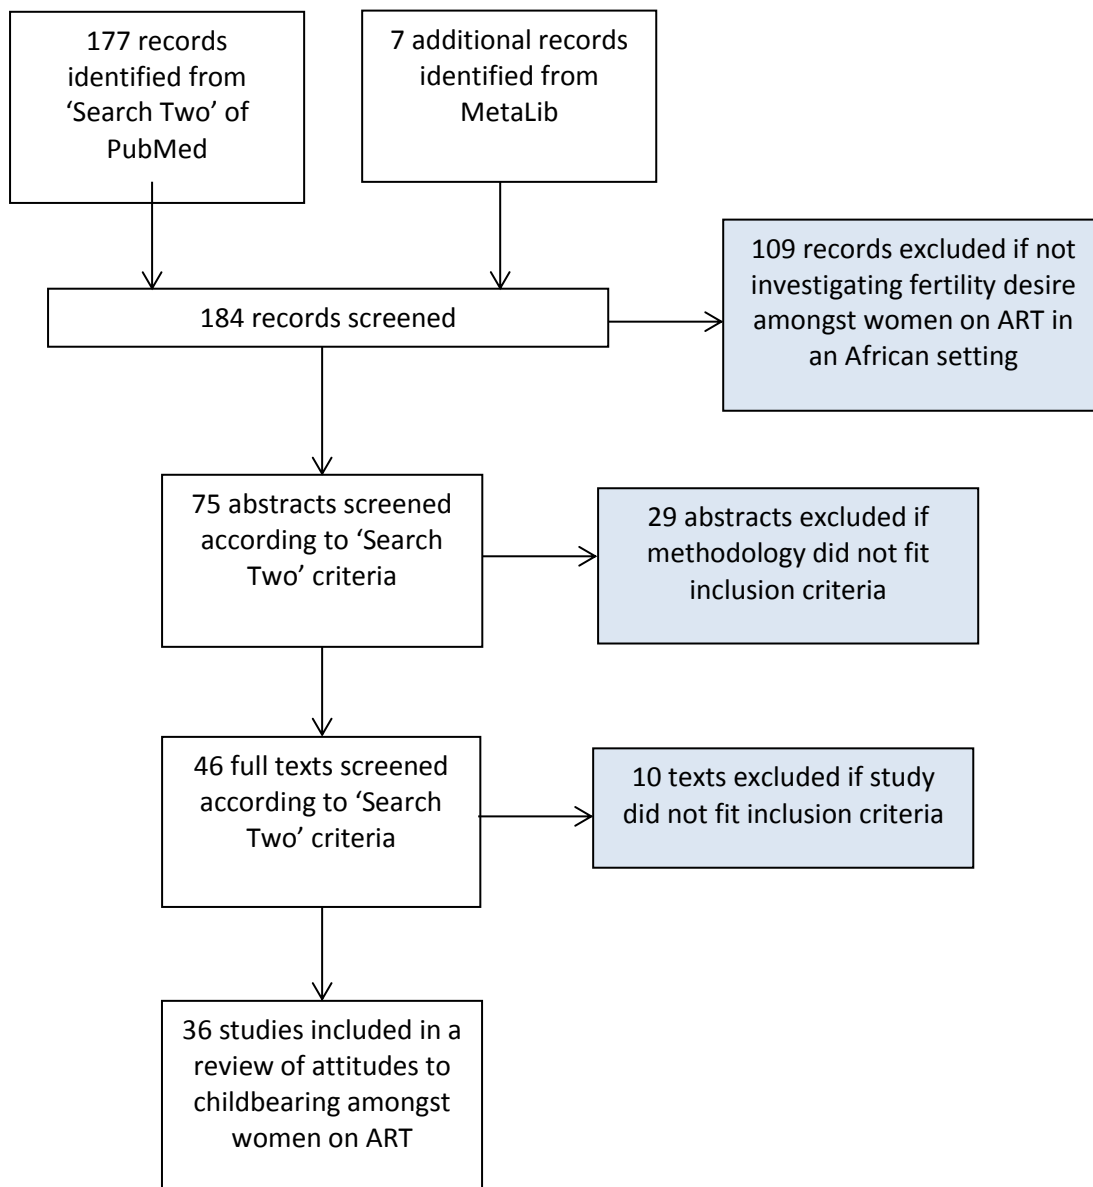 177 records
identified from
‘Search Two’ of
PubMed
7 additional records
identified from
MetaLib
109 records excluded if not
investigating fertility desire
amongst women on ART in
an African setting
184 records screened
75 abstracts screened
according to ‘Search
Two’ criteria
29 abstracts excluded if
methodology did not fit
inclusion criteria
46 full texts screened
according to ‘Search
Two’ criteria
10 texts excluded if study
did not fit inclusion criteria
36 studies included in a
review of attitudes to
childbearing amongst
women on ART